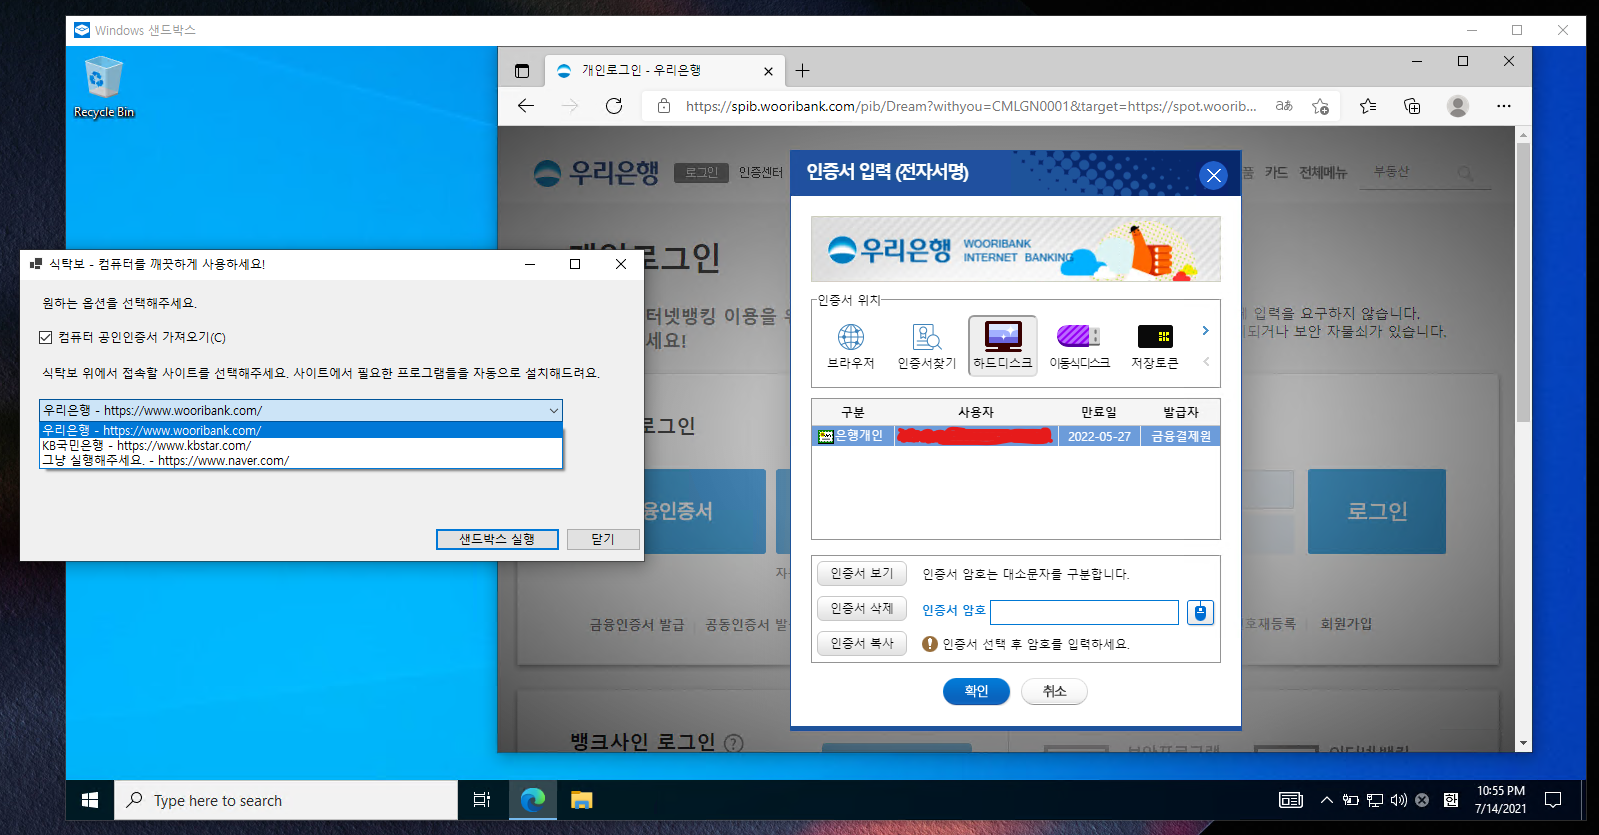 Windows 샌드박스
Recycle Bin
개인로그인 - 우리은행
https://spib.wooribank.com/pib/Dream?withyou=CMLGN0001&target=https://spot.woorib...
우리은행
로그인
인증센터
품
카드
전체메뉴
부동산
로그인
터넷뱅킹 이용을
세요!
입력을 요구하지 않습니다.
되거나 보안 자물쇠가 있습니다.
로그인
융인증서
로그인
금융인증서 발급
공동인증서
호재등록
회원가입
뱅크사인 로그인
식탁보 - 컴퓨터를 깨끗하게 사용하세요!
원하는 옵션을 선택해주세요.
컴퓨터 공인인증서 가져오기(C)
식탁보 위에서 접속할 사이트를 선택해주세요. 사이트에서 필요한 프로그램들을 자동으로 설치해드려요.
우리은행 - https://www.wooribank.com/
우리은행 - https://www.wooribank.com/
KB국민은행 - https://www.kbstar.com/
그냥 실행해주세요. - https://www.naver.com/
샌드박스 실행
닫기
인증서 입력 (전자서명)
우리은행
WOORIBANK
INTERNET BANKING
인증서 위치
브라우저
인증서찾기
하드디스크
이동식디스크
저장토큰
구분
사용자
만료일
발급자
은행개인
2022-05-27
금융결제원
인증서 보기
인증서 암호는 대소문자를 구분합니다.
인증서 삭제
인증서 암호
인증서 복사
인증서 선택 후 암호를 입력하세요.
확인
취소
Type here to search
한
10:55 PM
7/14/2021